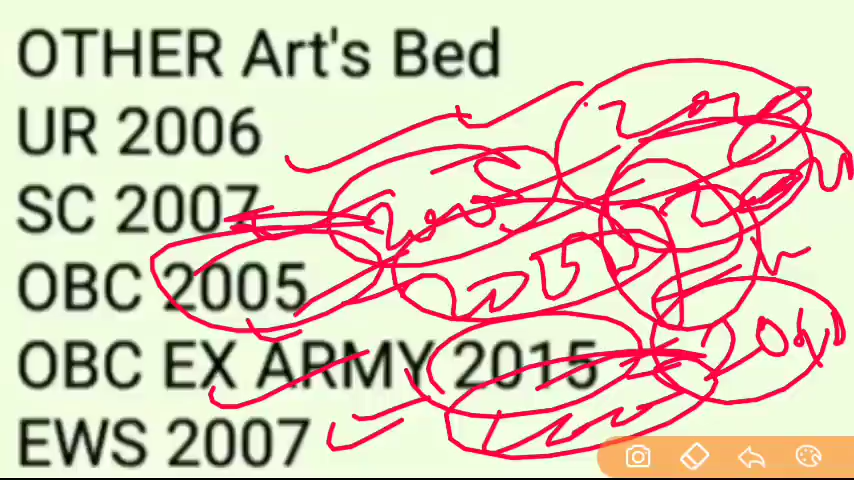 OTHER Art's Bed
UR 2006
SC 2007
OBC 2005
OBC EX ARMY 2015
EWS 2007